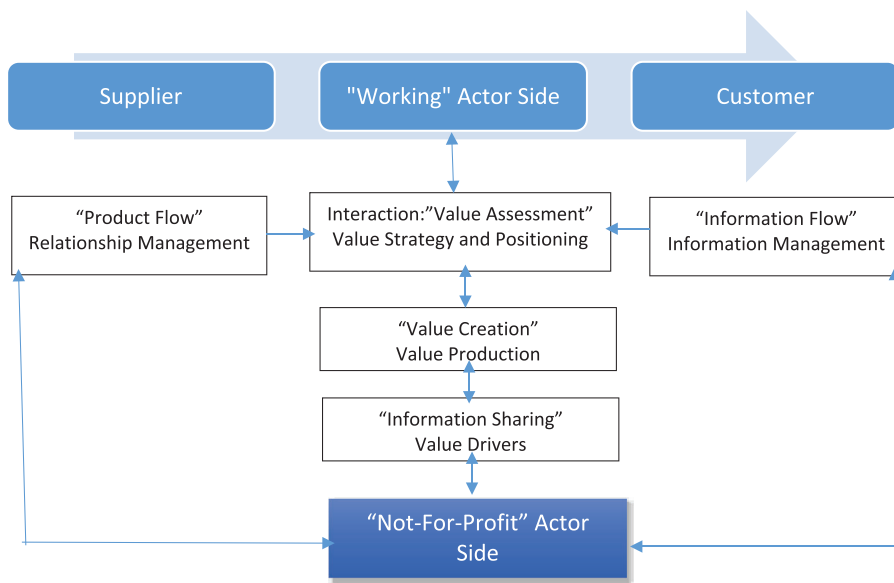 Supplier
"Working" Actor Side
Customer
“Product Flow”
Relationship Management
Interaction:”Value Assessment”
Value Strategy and Positioning
“Information Flow”
Information Management
“Value Creation”
Value Production
“Information Sharing”
Value Drivers
“Not-For-Profit” Actor
Side